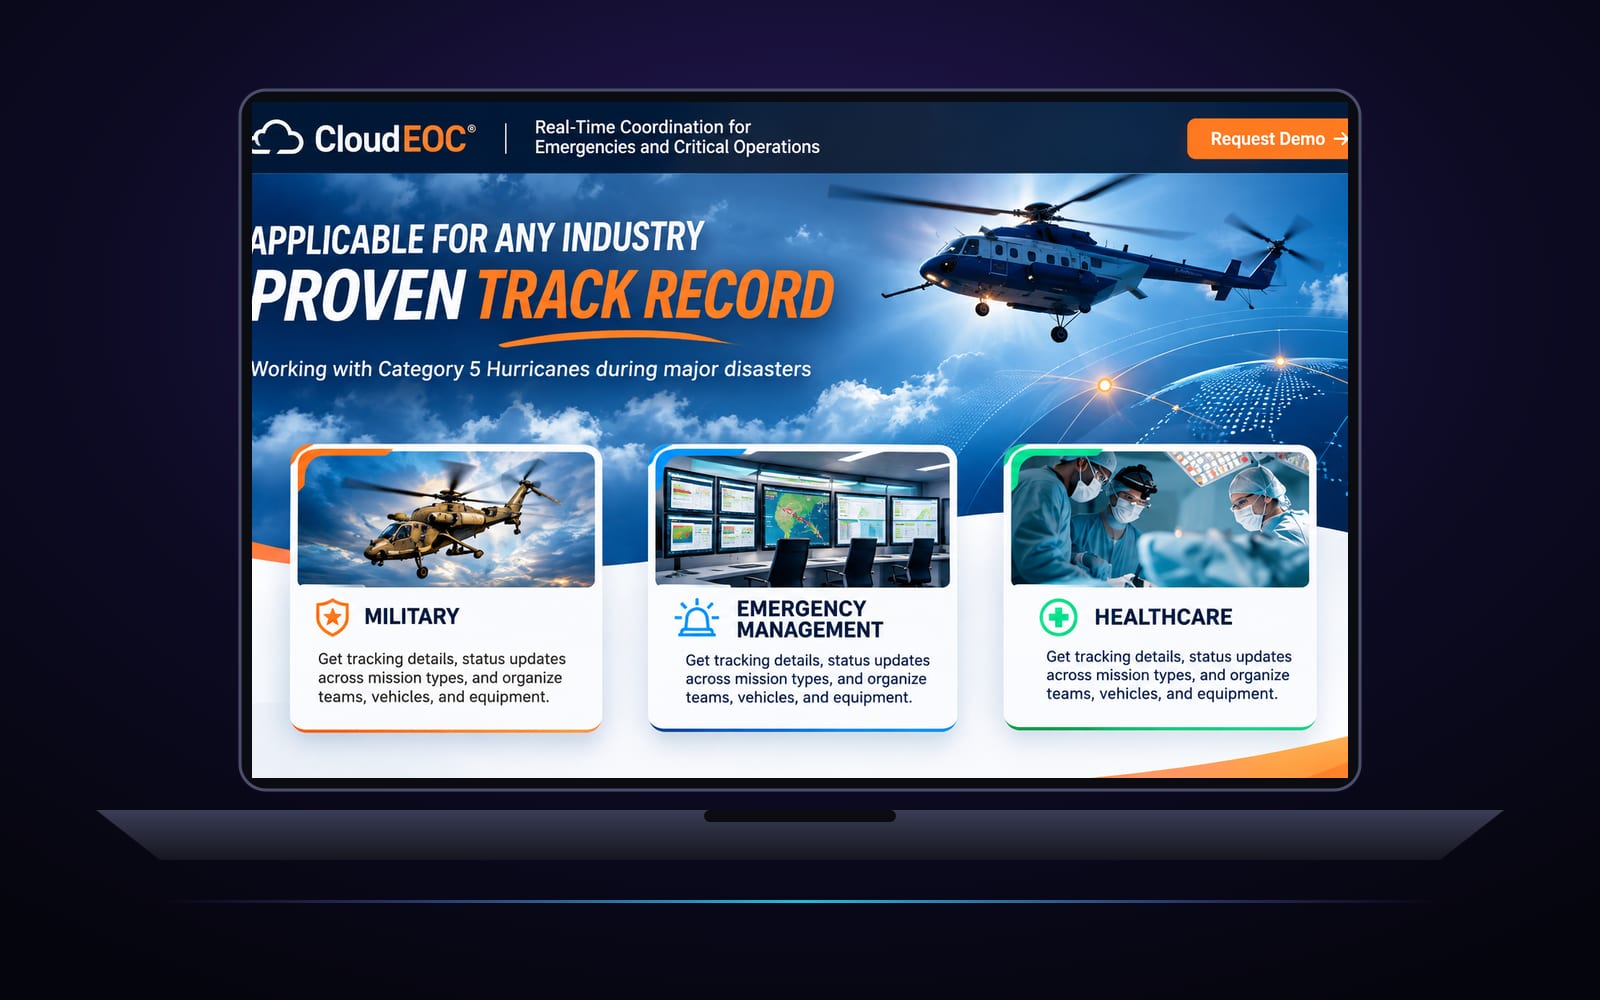 CloudEOC®
Real-Time Coordination for
Emergencies and Critical Operations
Request Demo →
APPLICABLE FOR ANY INDUSTRY
PROVEN TRACK RECORD
Working with Category 5 Hurricanes during major disasters
MILITARY
Get tracking details, status updates
across mission types, and organize
teams, vehicles, and equipment.
EMERGENCY
MANAGEMENT
Get tracking details, status updates
across mission types, and organize
teams, vehicles, and equipment.
HEALTHCARE
Get tracking details, status updates
across mission types, and organize
teams, vehicles, and equipment.